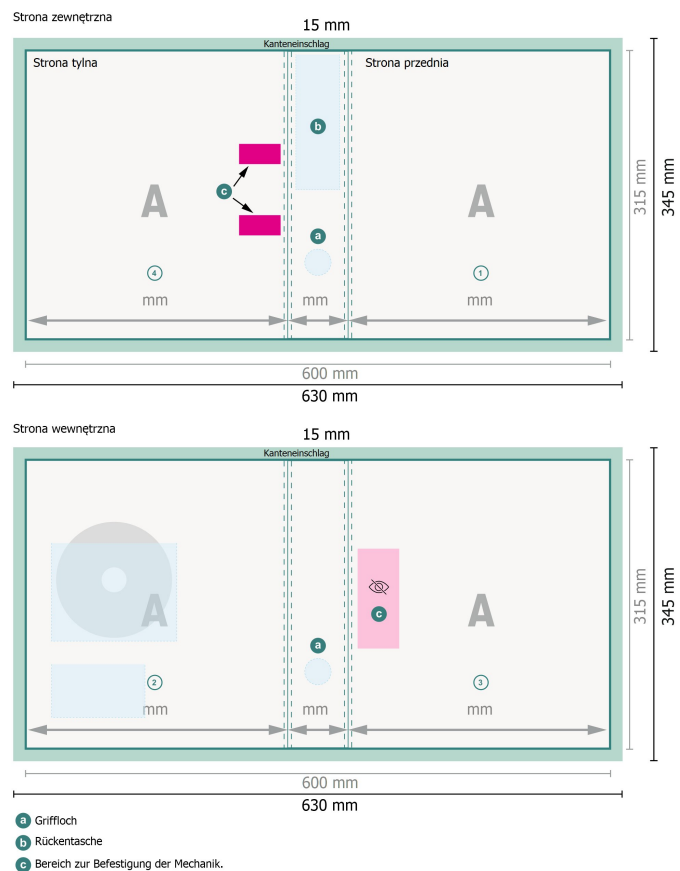 Strona zewnętrzna
15 mm
Kanteneinschlag
Strona tylna
Strona przednia
b
c
a
A
A
4
1
mm
mm
mm
315 mm
345 mm
600 mm
630 mm
Strona wewnętrzna
15 mm
Kanteneinschlag
A
c
A
a
2
3
mm
mm
mm
315 mm
345 mm
600 mm
630 mm
a Griffloch
b Rückentasche
c Bereich zur Befestigung der Mechanik.